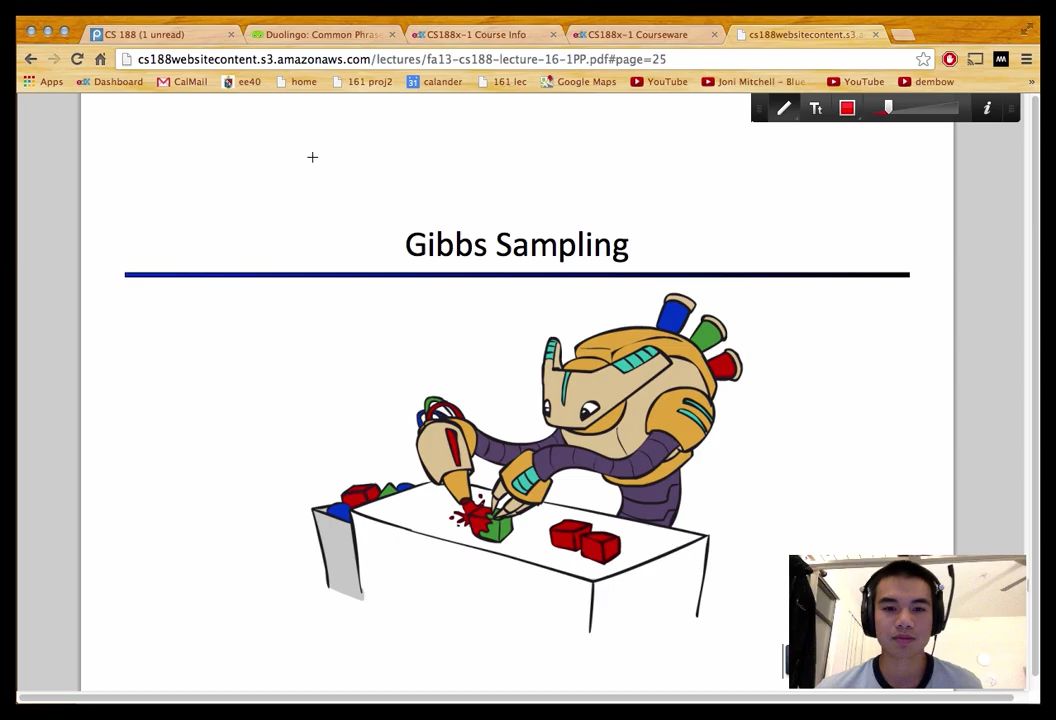 CS 188 (1 unread)
Duolingo: Common Phrase
CS188x-1 Course Info
CS188x-1 Courseware
cs188websitecontent.s3.a
cs188websitecontent.s3.amazonaws.com/lectures/fa13-cs188-lecture-16-1PP.pdf#page=25
Apps
Dashboard
CalMail
ee40
home
161 proj2
31
calander
161 lec
Google Maps
YouTube
Joni Mitchell - Blue...
YouTube
dembow
»
Tt
i
Gibbs Sampling